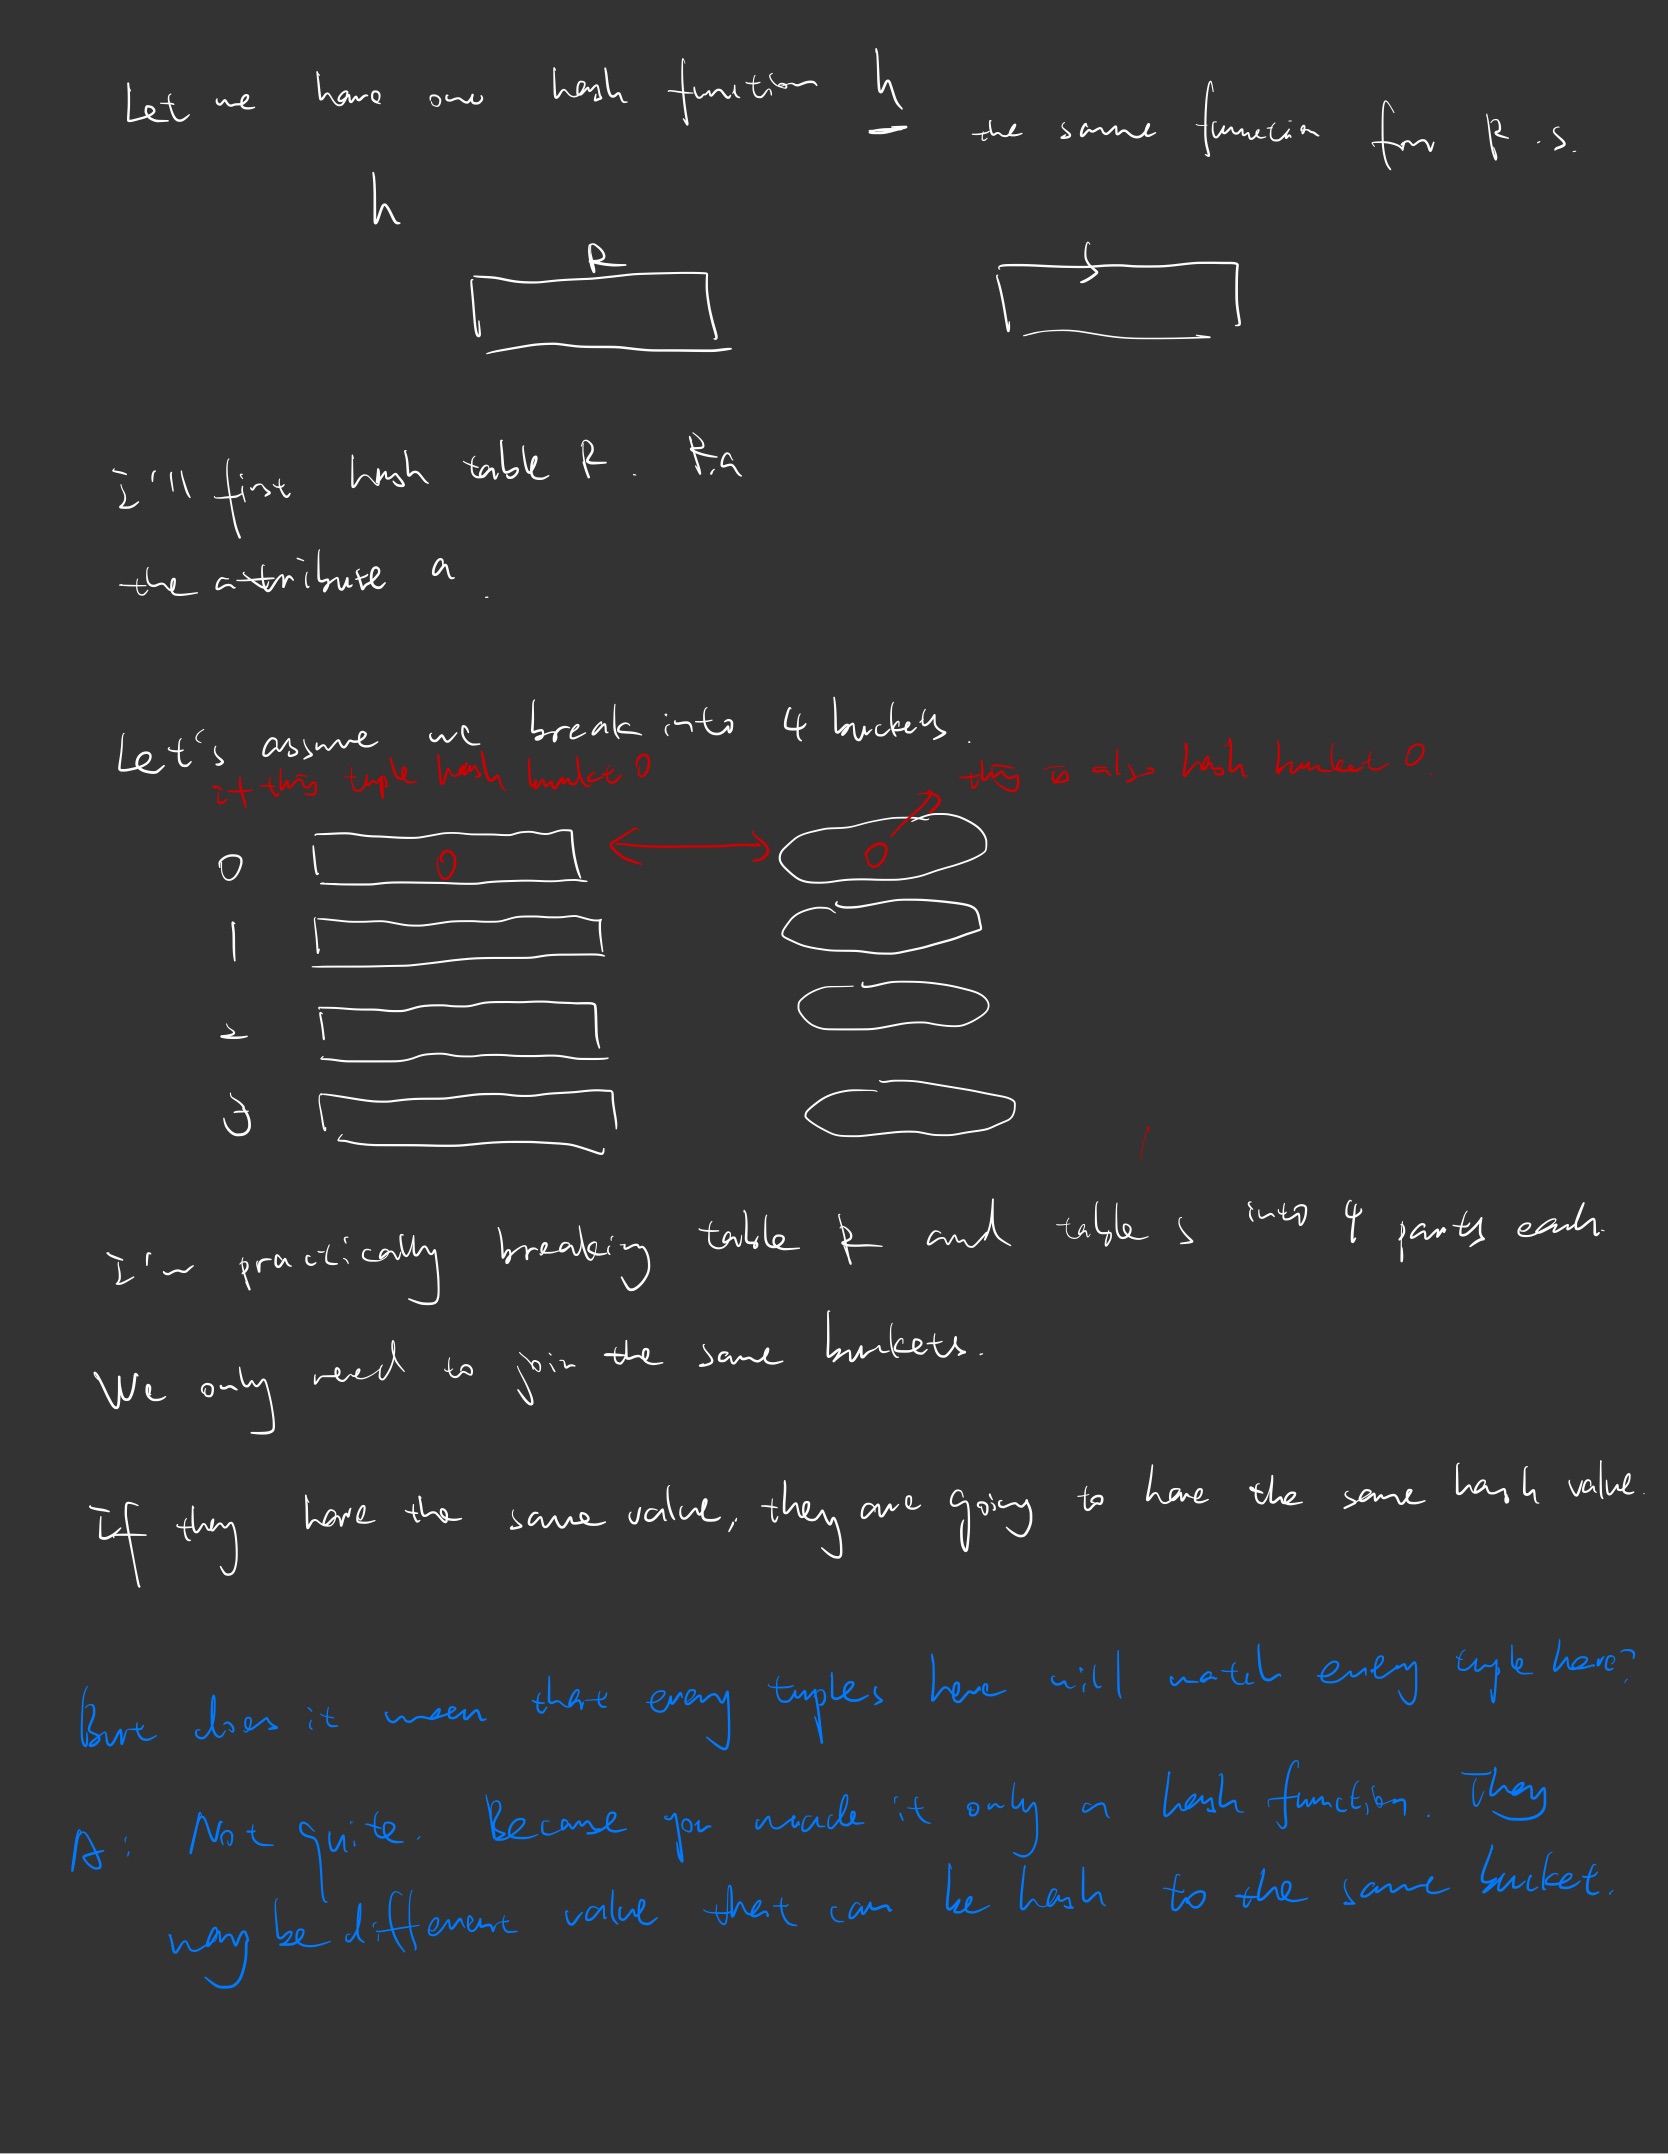 Let we have one hash function h the same function for R.S.
h
R S
I'll first hash table R. R.a
the attribute a.
Let's assume we break into 4 buckets.
if this tuple hash bucket 0 this is also hash bucket 0.
0 0 0
1
2
3
I'm practically breaking table R and table S into 4 parts each.
We only need to join the same buckets.
If they have the same value, they are going to have the same hash value.
But does it mean that every tuples here will match every tuple here?
A: Not quite. Because you made it only a hash function. They
may be different value that can be hash to the same bucket.